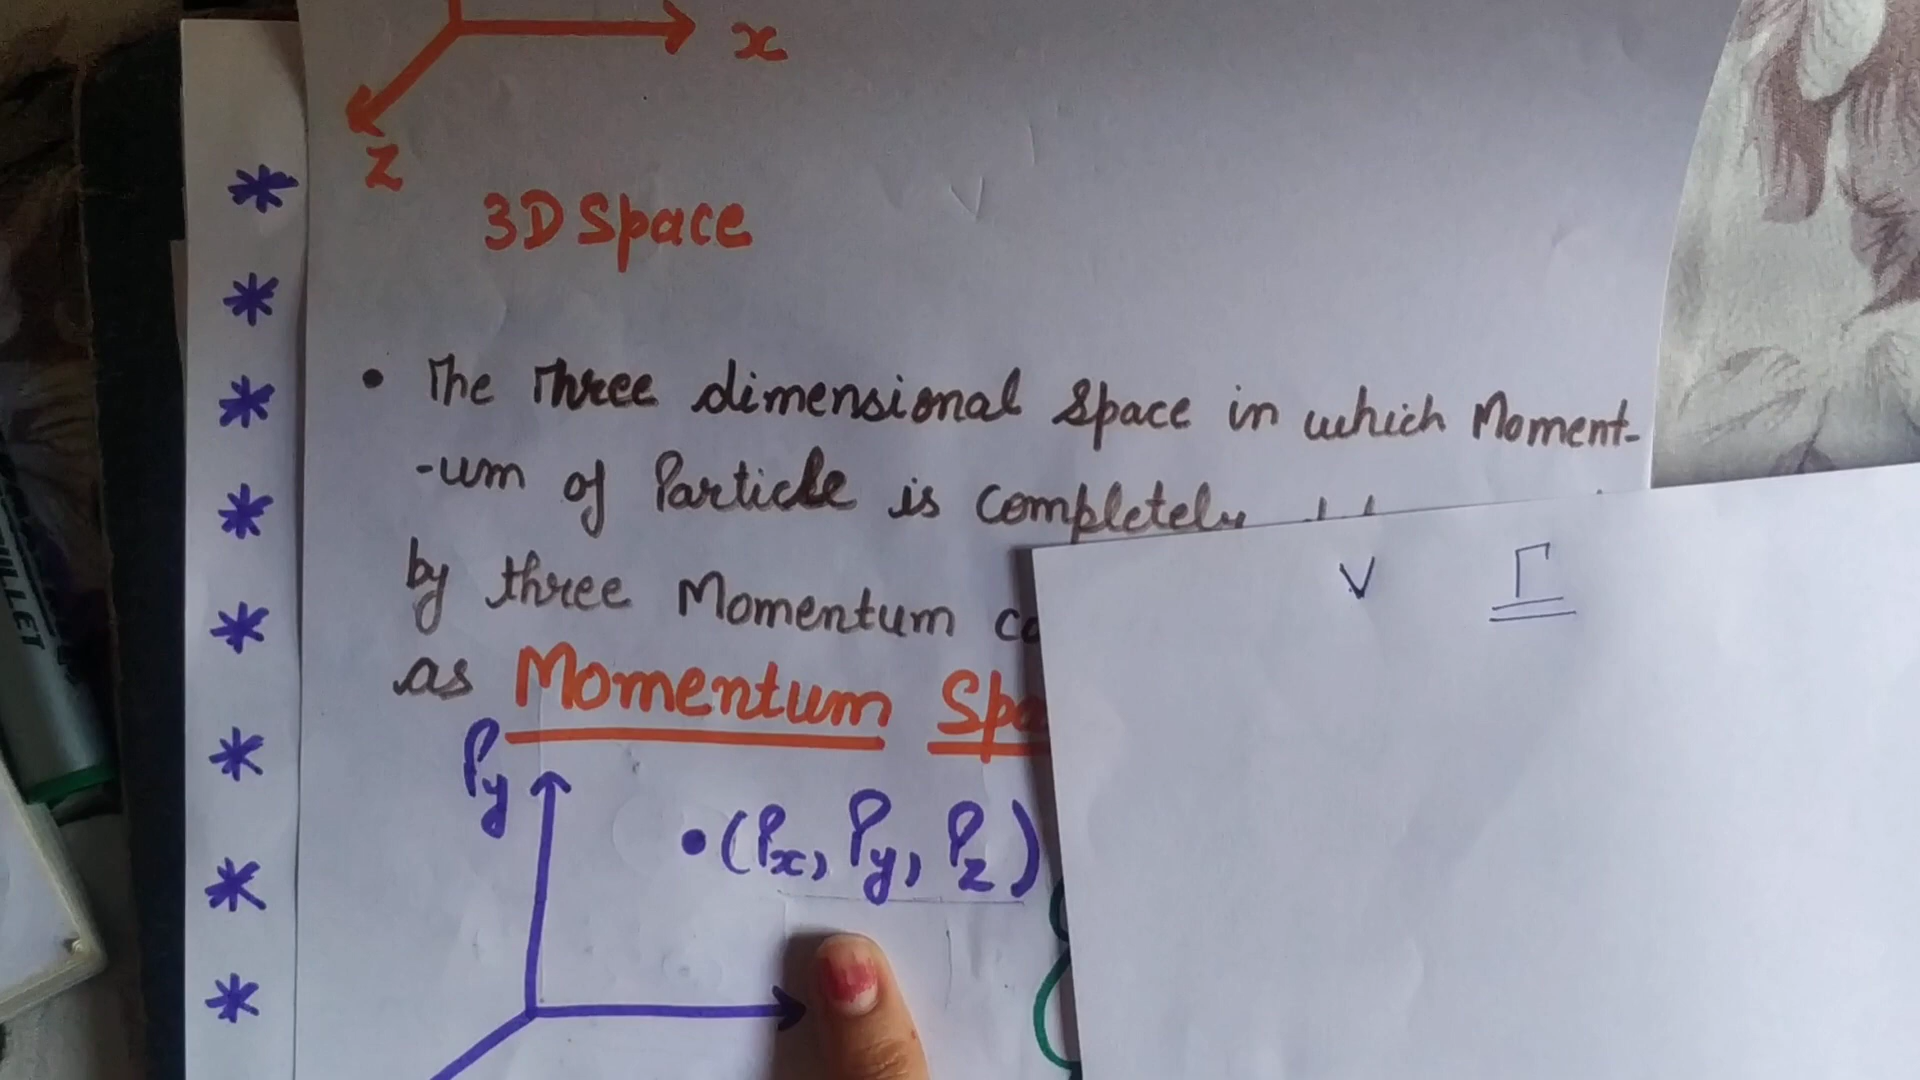 x
z
3D Space
• The Three dimensional Space in which Moment-
-um of Particle is completely
by three Momentum
as Momentum
Py
•(Px, Py, Pz)
V Γ
LLET